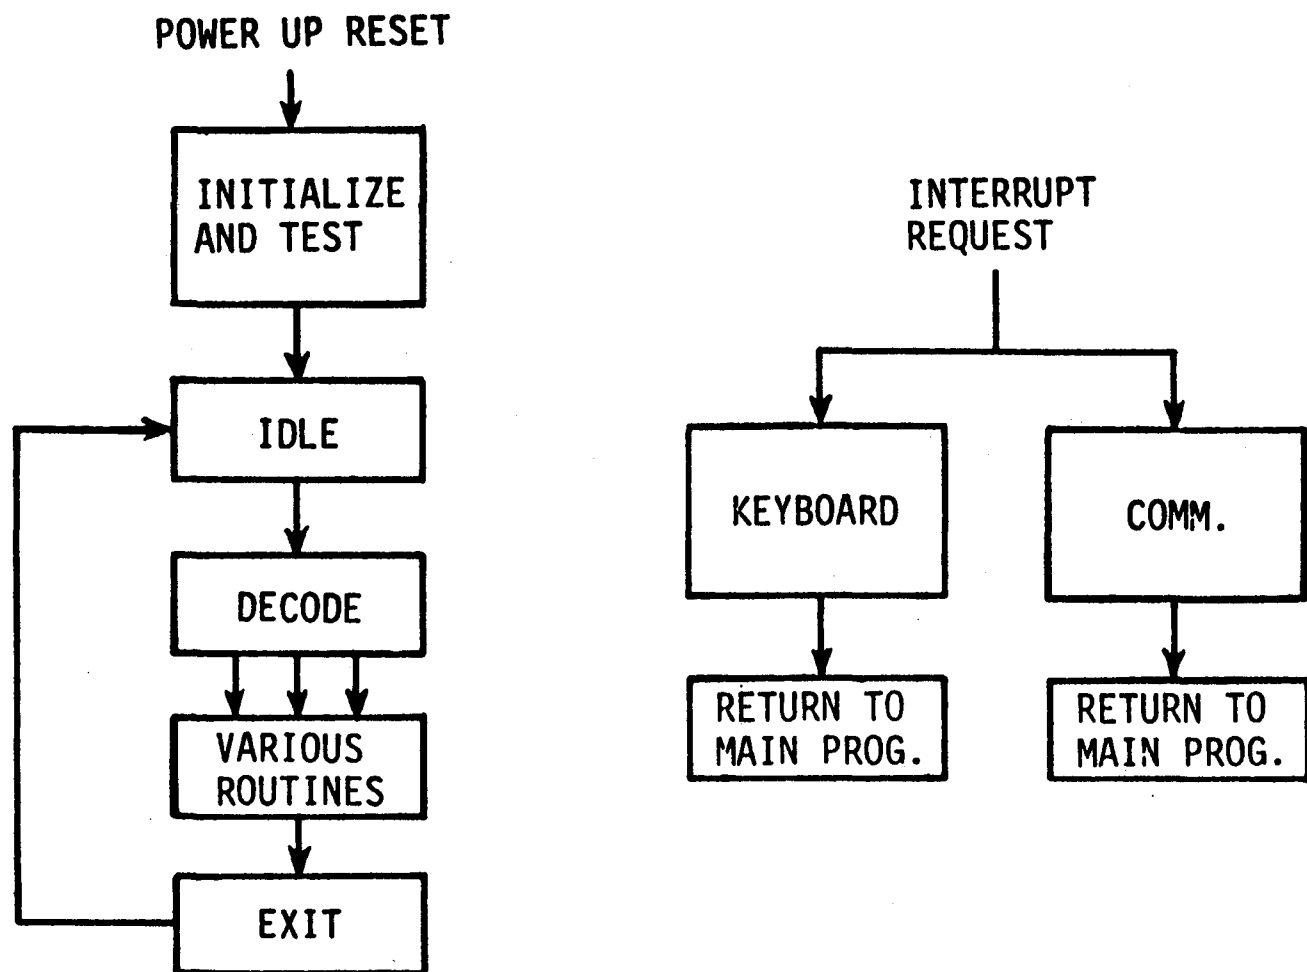 POWER UP RESET
INITIALIZE
AND TEST
IDLE
DECODE
VARIOUS
ROUTINES
EXIT
INTERRUPT
REQUEST
KEYBOARD
RETURN TO
MAIN PROG.
COMM.
RETURN TO
MAIN PROG.